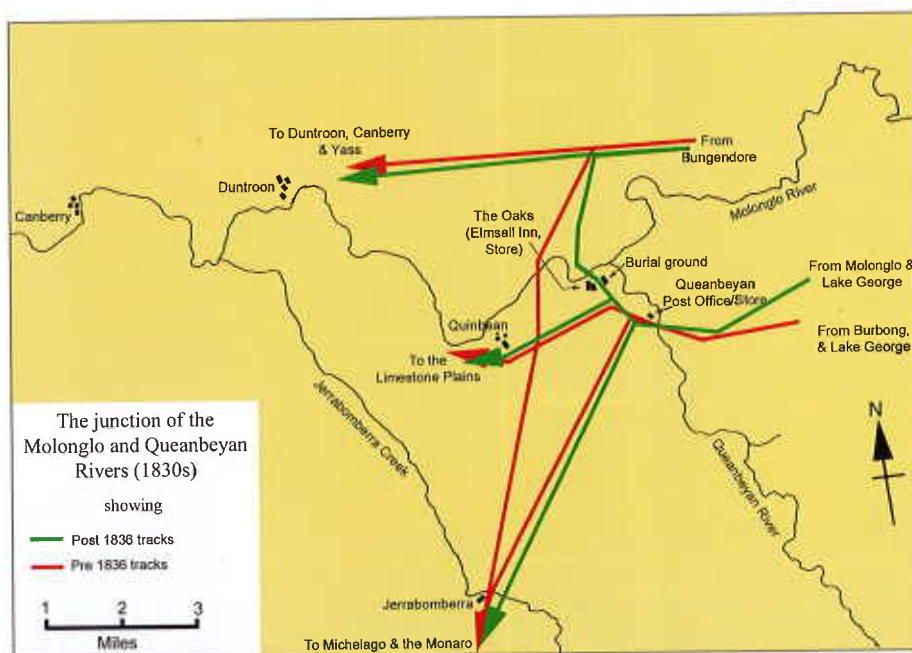 To Duntroon, Canberry
& Yass
From
Bungendore
Duntroon
Canberry
Molonglo River
The Oaks
(Elmsall Inn,
Store)
Burial ground
Queanbeyan
Post Office/Store
From Molonglo &
Lake George
From Burbong,
& Lake George
Quinbean
To the
Limestone Plains
Jerrabomberra Creek
Queanbeyan River
N
The junction of the
Molonglo and Queanbeyan
Rivers (1830s)
showing
Post 1836 tracks
Pre 1836 tracks
1 2 3
Miles
Jerrabomberra
To Michelago & the Monaro